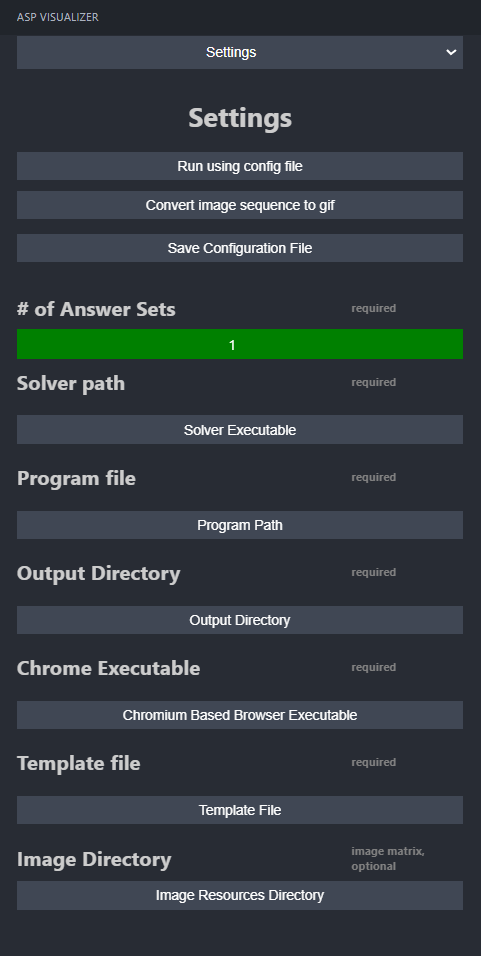 ASP VISUALIZER
Settings
Settings
Run using config file
Convert image sequence to gif
Save Configuration File
# of Answer Sets required
1
Solver path required
Solver Executable
Program file required
Program Path
Output Directory required
Output Directory
Chrome Executable required
Chromium Based Browser Executable
Template file required
Template File
Image Directory image matrix,
optional
Image Resources Directory